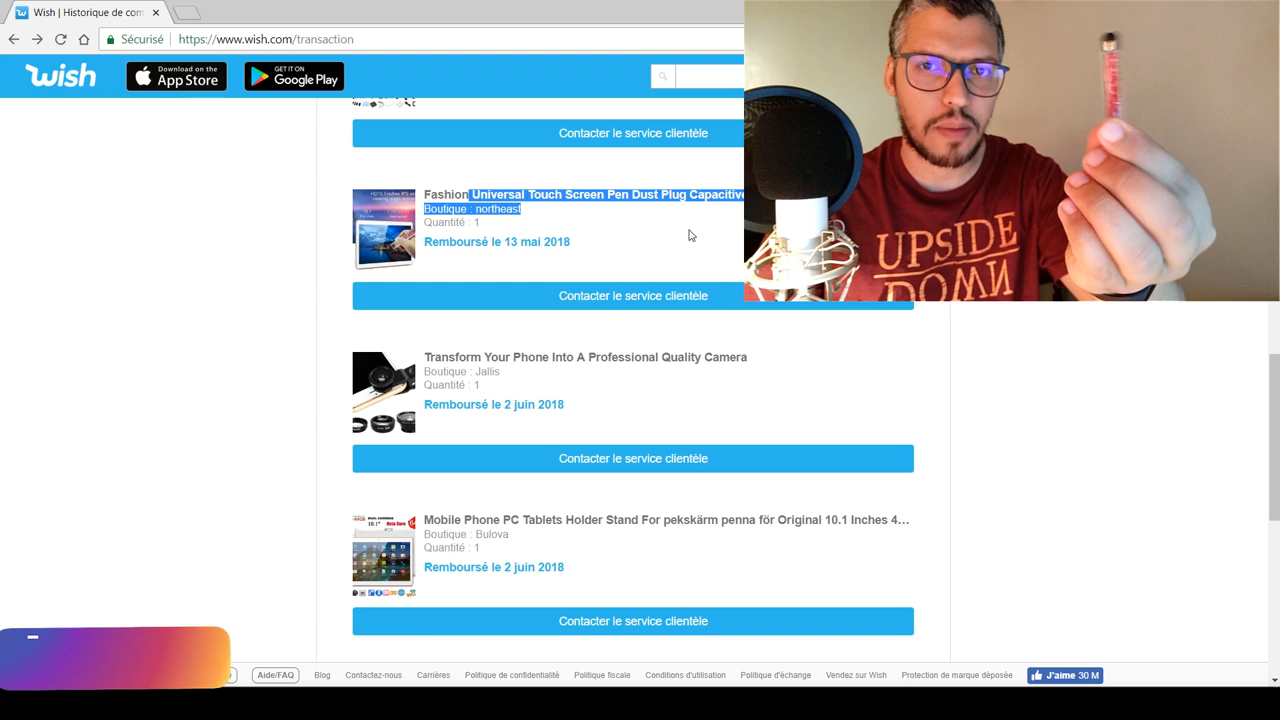 Wish | Historique de com
Sécurisé
https://www.wish.com/transaction
wish
Download on the
App Store
GET IT ON
Google Play
Contacter le service clientèle
Fashion Universal Touch Screen Pen Dust Plug Capacitive
Boutique : northeast
Quantité : 1
Remboursé le 13 mai 2018
Contacter le service clientèle
Transform Your Phone Into A Professional Quality Camera
Boutique : Jallis
Quantité : 1
Remboursé le 2 juin 2018
Contacter le service clientèle
Mobile Phone PC Tablets Holder Stand For pekskärm penna för Original 10.1 Inches 4...
Boutique : Bulova
Quantité : 1
Remboursé le 2 juin 2018
Contacter le service clientèle
UPSIDE
DOWN
Aide/FAQ
Blog
Contactez-nous
Carrières
Politique de confidentialité
Politique fiscale
Conditions d'utilisation
Politique d'échange
Vendez sur Wish
Protection de marque déposée
J'aime 30 M